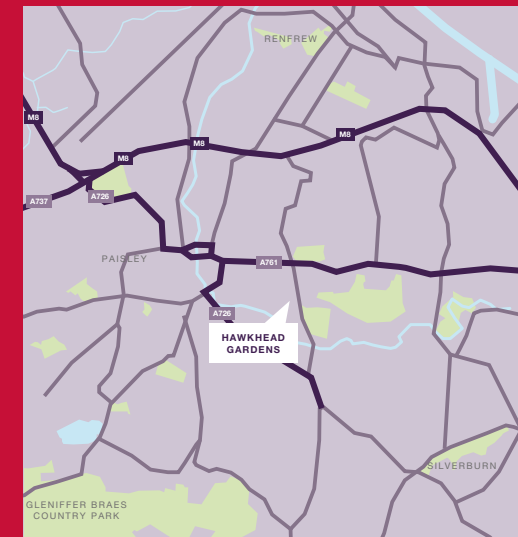 RENFREW
M8
M8
M8
M8
A737
A726
PAISLEY
A761
A726
HAWKHEAD
GARDENS
SILVERBURN
GLENIFFER BRAES
COUNTRY PARK